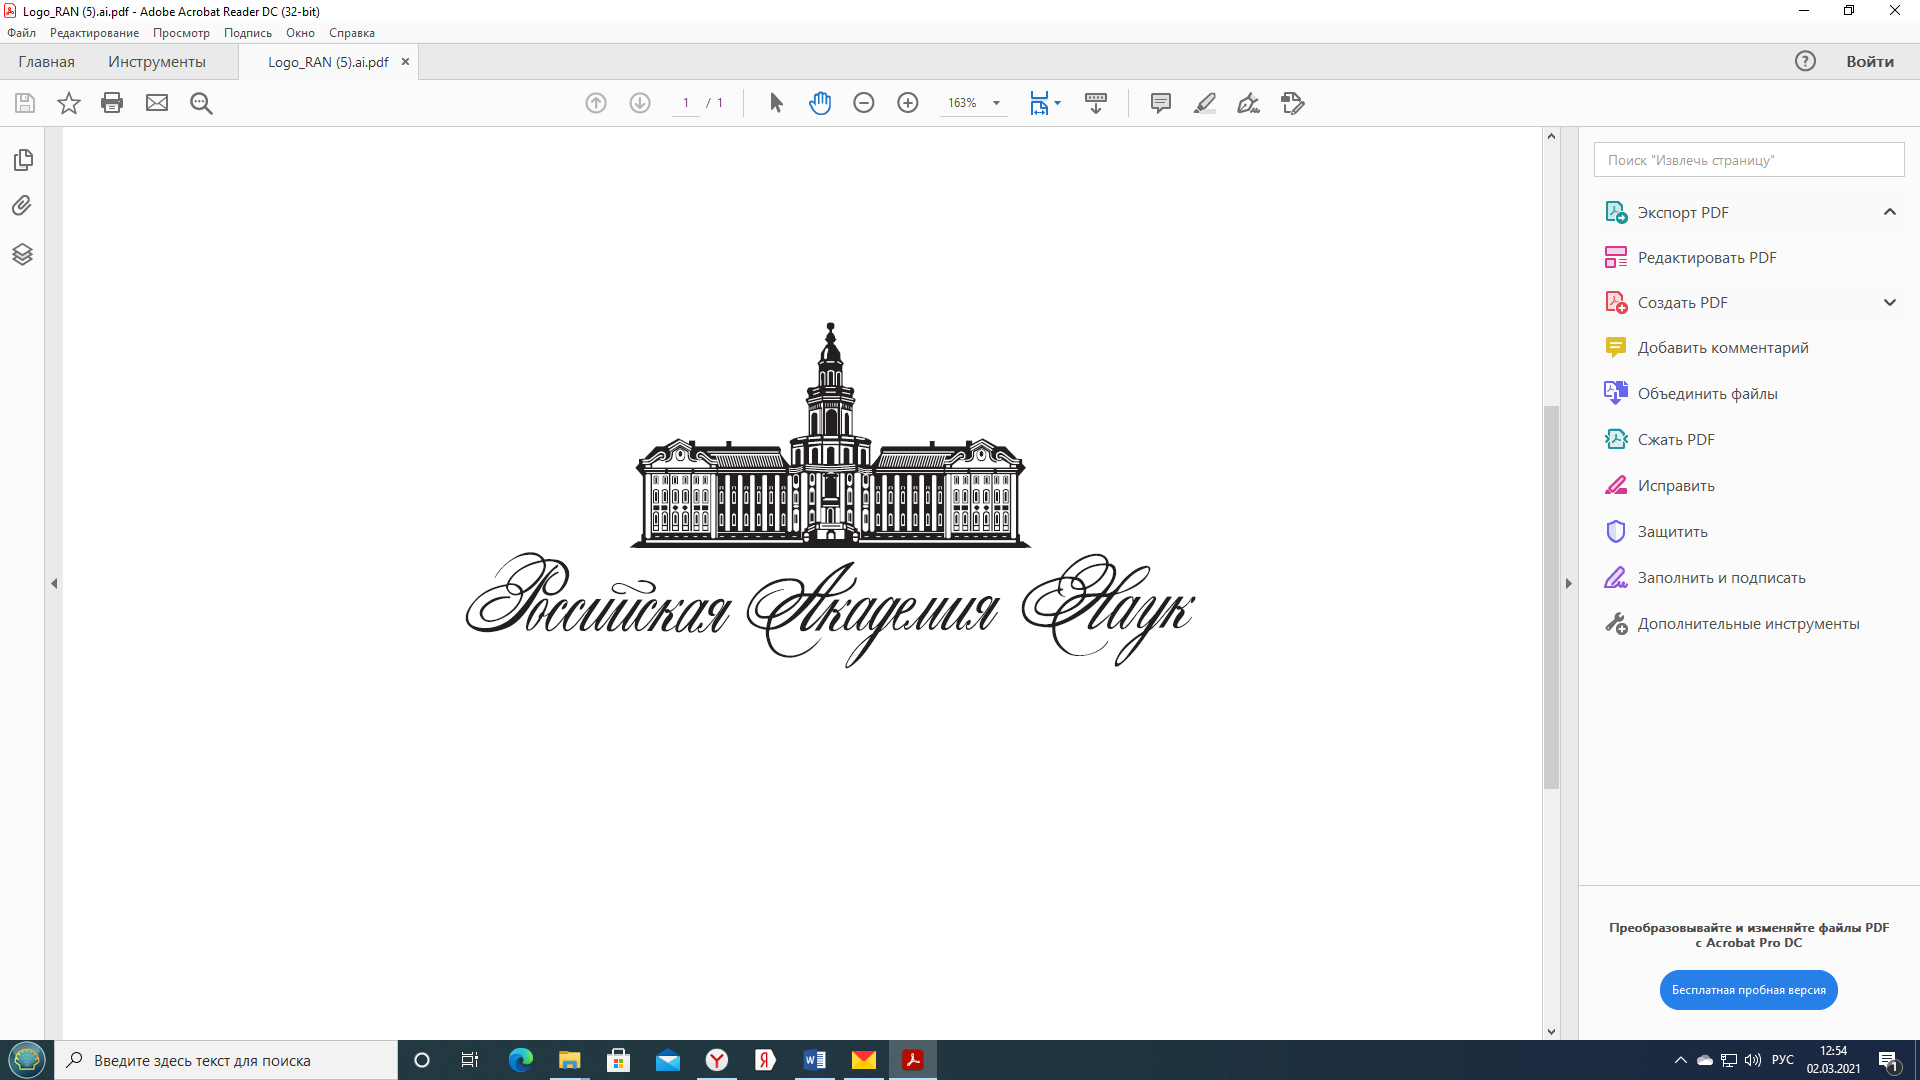 Logo_RAN (5).ai.pdf - Adobe Acrobat Reader DC (32-bit)
Файл Редактирование Просмотр Подпись Окно Справка
Главная Инструменты Logo_RAN (5).ai.pdf × ? Войти
1 / 1 163%
Поиск "Извлечь страницу"
Экспорт PDF
Редактировать PDF
Создать PDF
Добавить комментарий
Объединить файлы
Сжать PDF
Исправить
Защитить
Заполнить и подписать
Дополнительные инструменты
Российская Академия Наук
Преобразовывайте и изменяйте файлы PDF
с Acrobat Pro DC
Бесплатная пробная версия
Введите здесь текст для поиска
РУС
12:54
02.03.2021
1